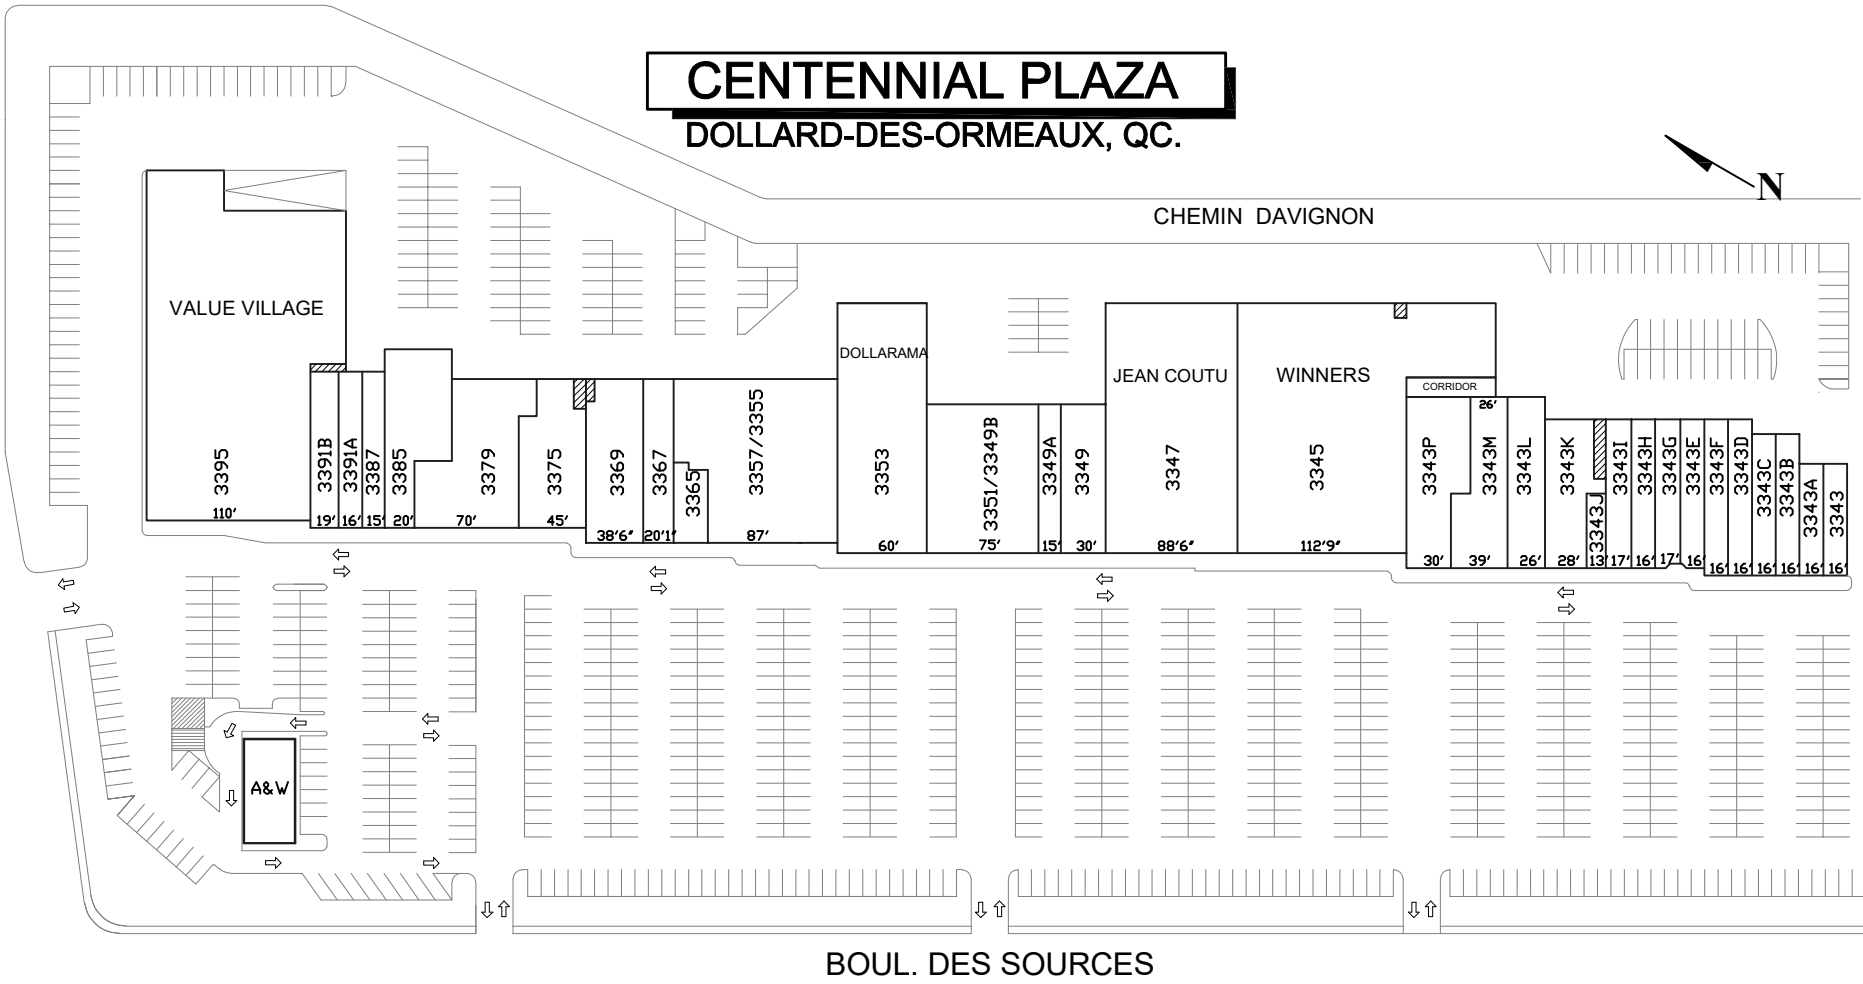 CENTENNIAL PLAZA
DOLLARD-DES-ORMEAUX, QC.
N
CHEMIN DAVIGNON
VALUE VILLAGE
DOLLARAMA
JEAN COUTU
WINNERS
CORRIDOR
26'
3395
3391B
3391A
3387
3385
3379
3375
3369
3367
3365
3357/3355
3353
3351/3349B
3349A
3349
3347
3345
3343P
3343M
3343L
3343K
3343J
3343I
3343H
3343G
3343E
3343F
3343D
3343C
3343B
3343A
3343
110'
19'
16'
15'
20'
70'
45'
38'6"
20'1"
87'
60'
75'
15'
30'
88'6"
112'9"
30'
39'
26'
28'
13'
17'
16'
17'
16'
16'
16'
16'
16'
16'
16'
A&W
BOUL. DES SOURCES